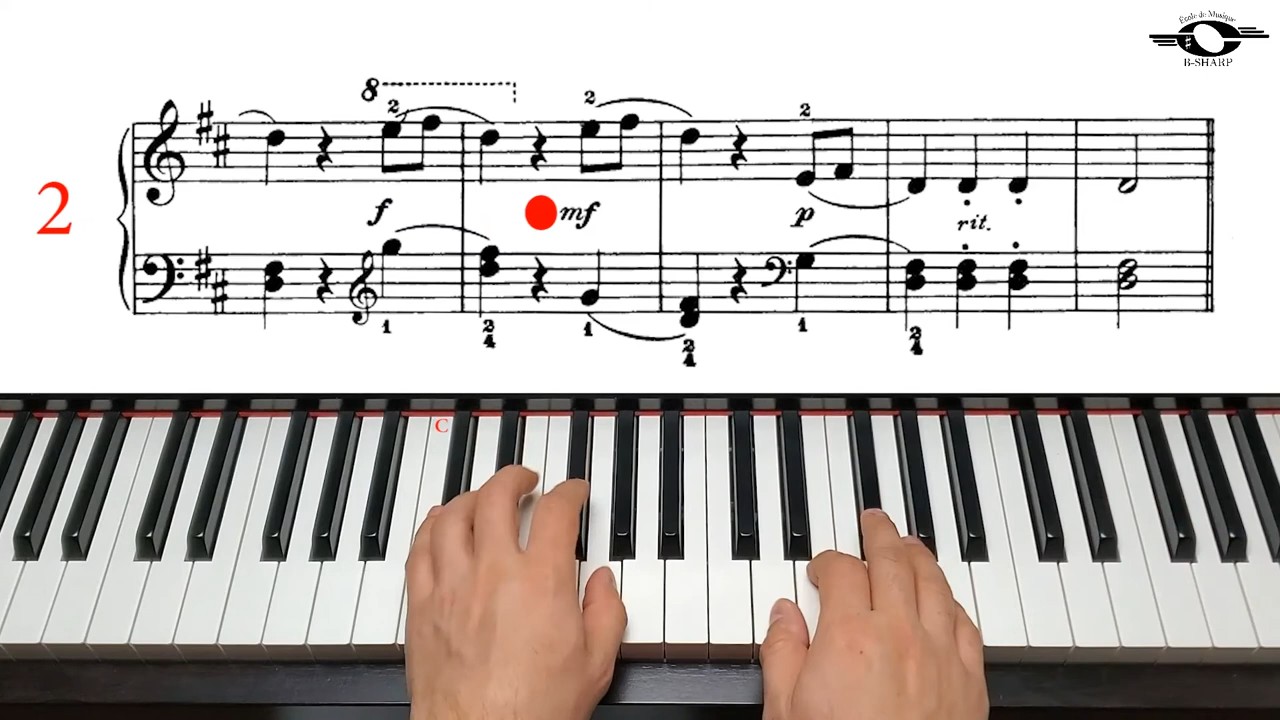 École de Musique
B-SHARP
8
2 2 2
2
f mf p
rit.
1 2 1 1
4 2 2
4 4
C